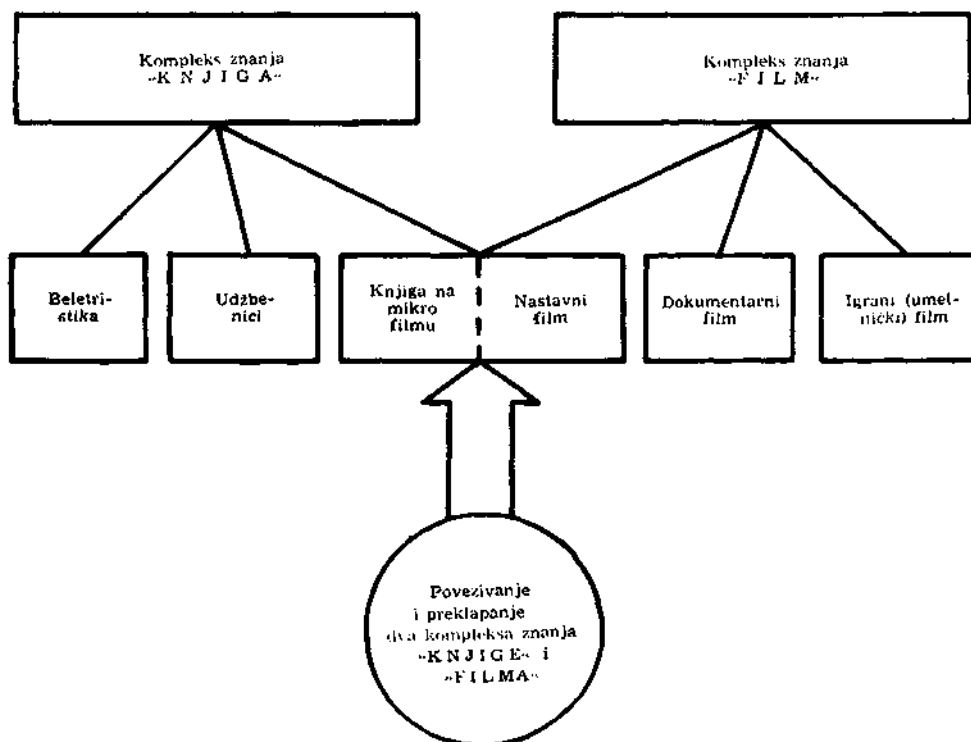 Kompleks znanja
»K N J I G A«
Kompleks znanja
»F I L M«
Beletri-
stika
Udžbe-
nici
Knjiga na
mikro
filmu
Nastavni
film
Dokumentarni
film
Igrani (umet-
nički) film
Povezivanje
i preklapanje
dva kompleksa znanja
»K N J I G E« i
»F I L M A«